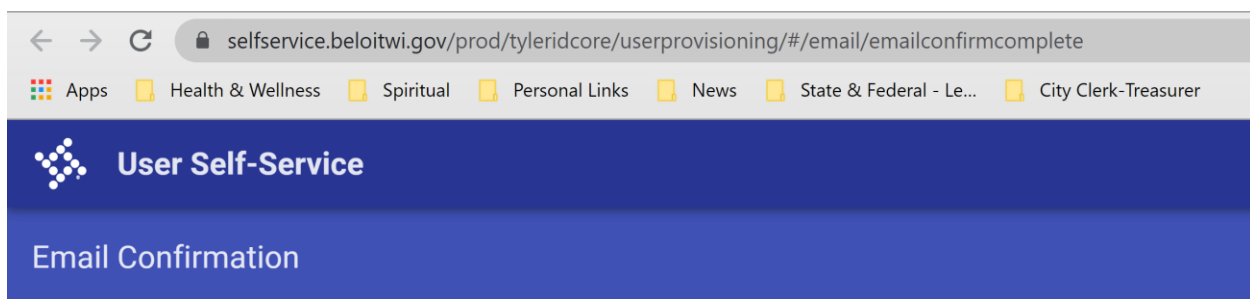 selfservice.beloitwi.gov/prod/tyleridcore/userprovisioning/#/email/emailconfirmcomplete
Apps Health & Wellness Spiritual Personal Links News State & Federal - Le... City Clerk-Treasurer
User Self-Service
Email Confirmation